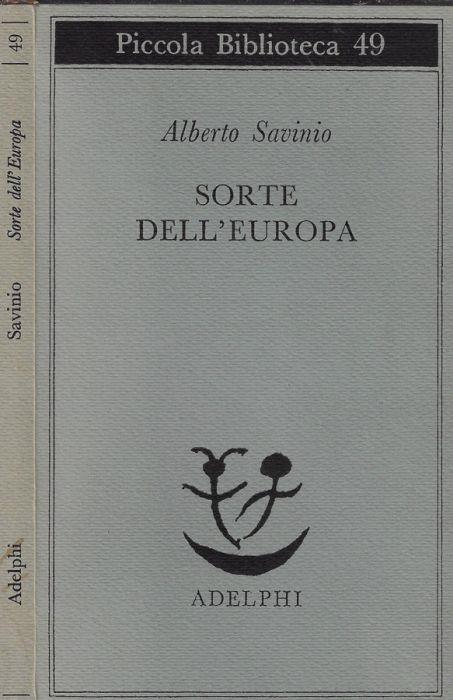 Piccola Biblioteca 49
Alberto Savinio
SORTE
DELL'EUROPA
ADELPHI
49
Sorte dell'Europa
Savinio
Adelphi